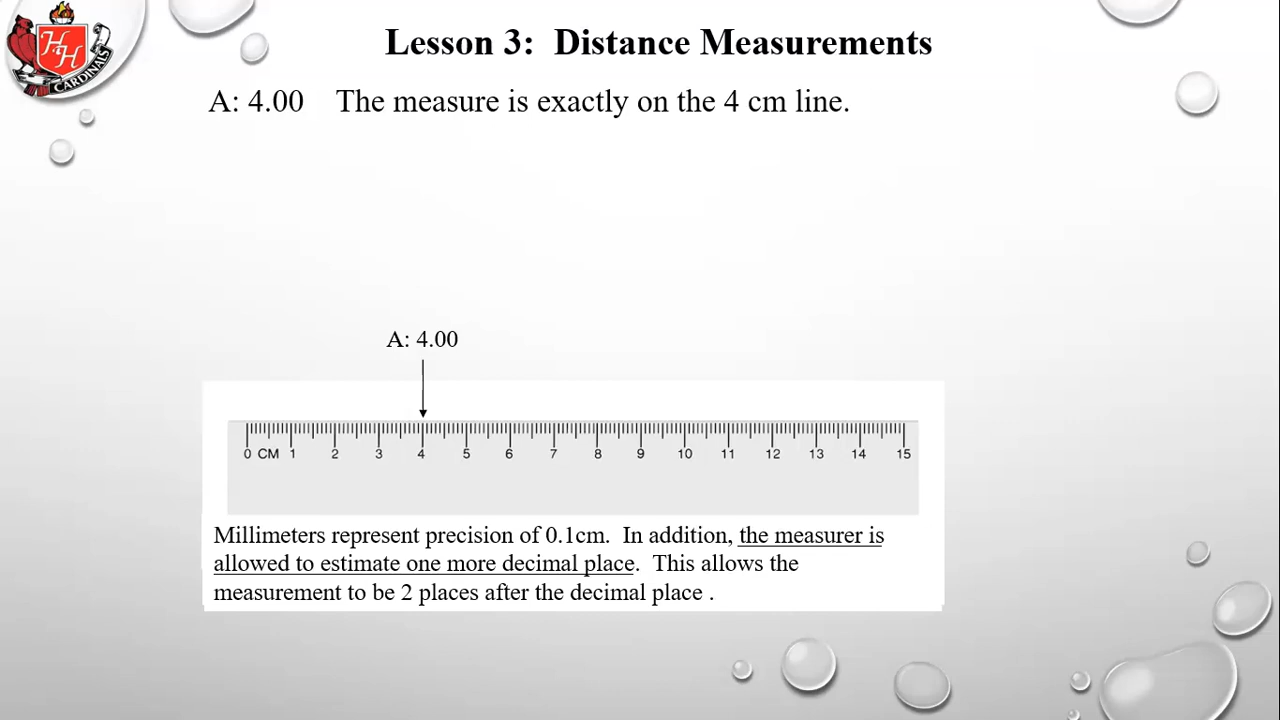 H H
CARDINALS
Lesson 3:  Distance Measurements
A: 4.00    The measure is exactly on the 4 cm line.
A: 4.00
0 CM 1 2 3 4 5 6 7 8 9 10 11 12 13 14 15
Millimeters represent precision of 0.1cm.  In addition, the measurer is
allowed to estimate one more decimal place.  This allows the
measurement to be 2 places after the decimal place .